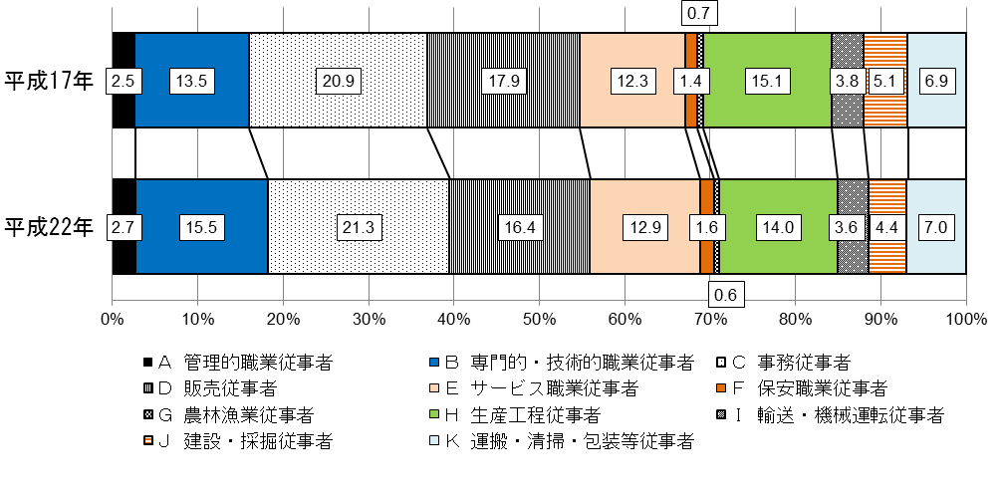 0.7
平成17年 2.5 13.5 20.9 17.9 12.3 1.4 15.1 3.8 5.1 6.9
平成22年 2.7 15.5 21.3 16.4 12.9 1.6 14.0 3.6 4.4 7.0
0.6
0% 10% 20% 30% 40% 50% 60% 70% 80% 90% 100%
Ａ 管理的職業従事者 Ｂ 専門的・技術的職業従事者 Ｃ 事務従事者
Ｄ 販売従事者 Ｅ サービス職業従事者 Ｆ 保安職業従事者
Ｇ 農林漁業従事者 Ｈ 生産工程従事者 Ｉ 輸送・機械運転従事者
Ｊ 建設・採掘従事者 Ｋ 運搬・清掃・包装等従事者